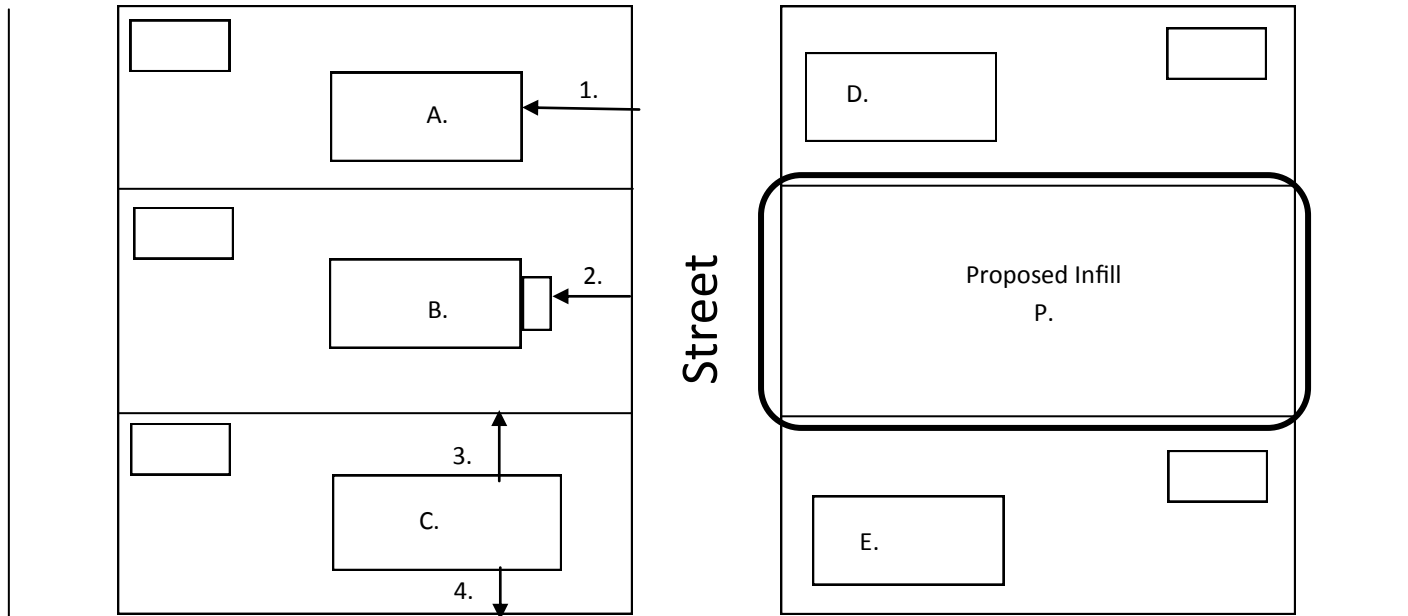 1.
A.
2.
B.
3.
C.
4.
Street
D.
Proposed Infill
P.
E.